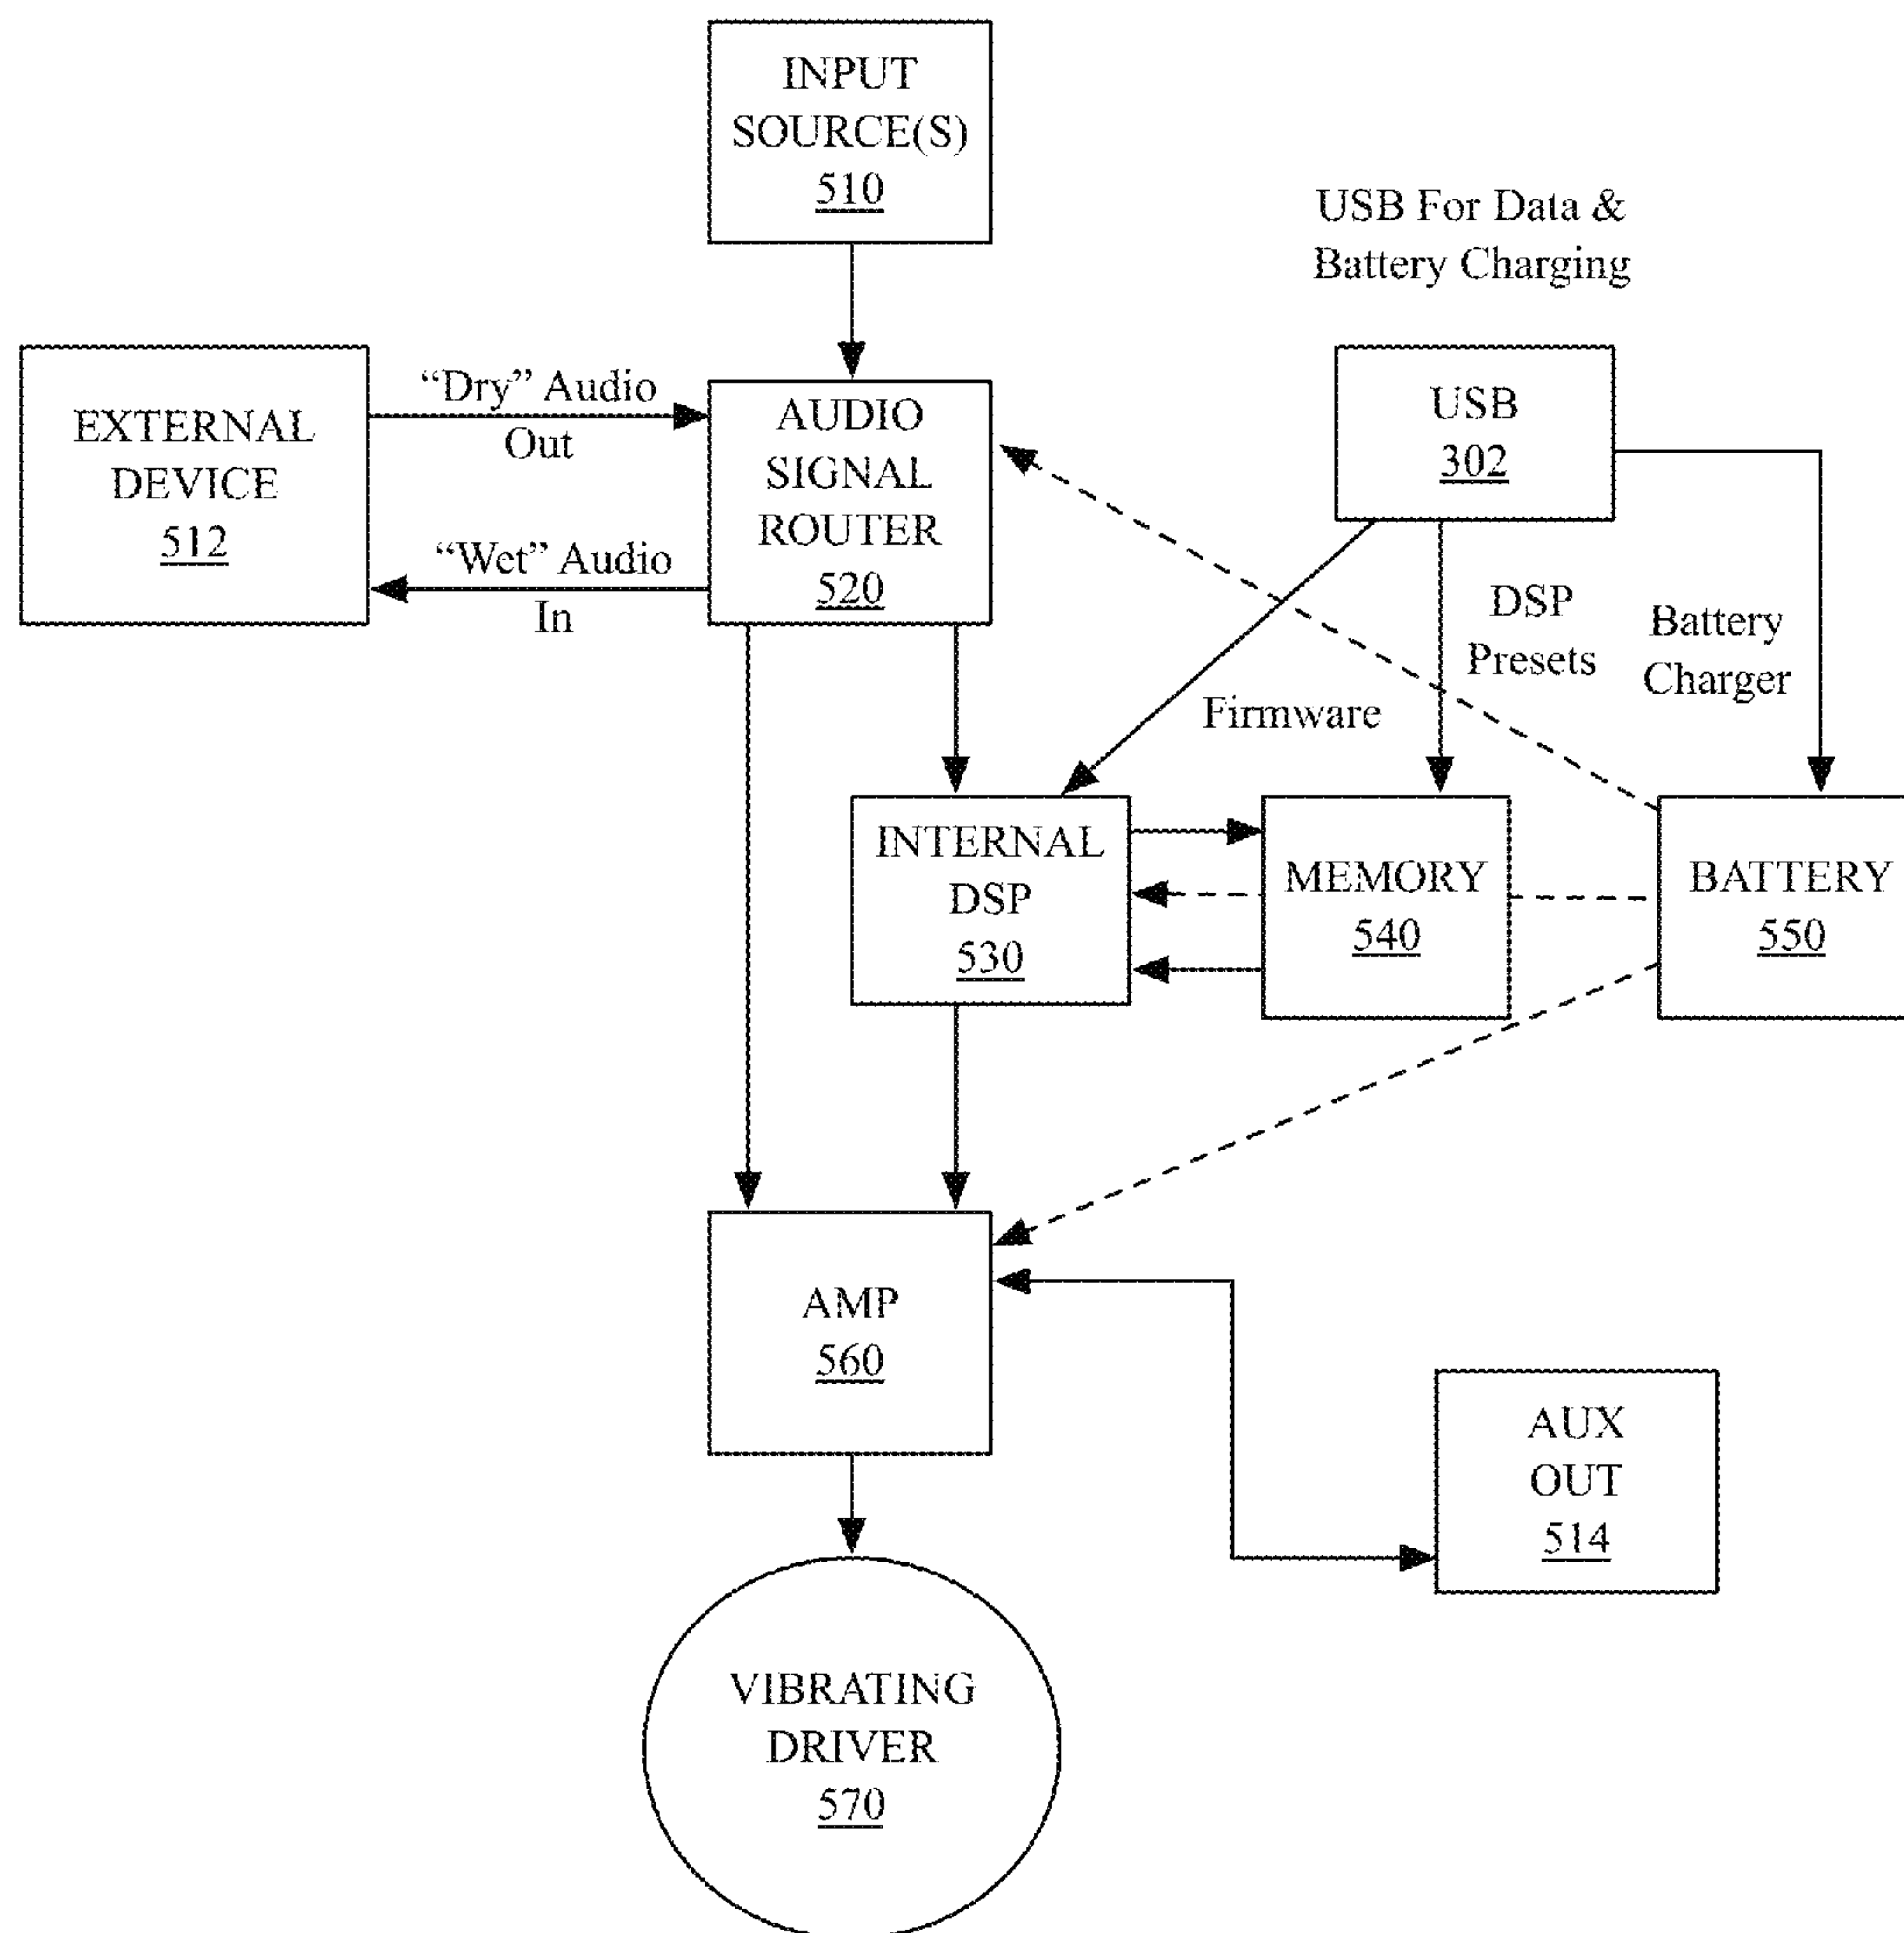 INPUT
SOURCE(S)
510
USB For Data &
Battery Charging
EXTERNAL
DEVICE
512
“Dry” Audio
Out
“Wet” Audio
In
AUDIO
SIGNAL
ROUTER
520
USB
302
Firmware
DSP
Presets
Battery
Charger
INTERNAL
DSP
530
MEMORY
540
BATTERY
550
AMP
560
AUX
OUT
514
VIBRATING
DRIVER
570